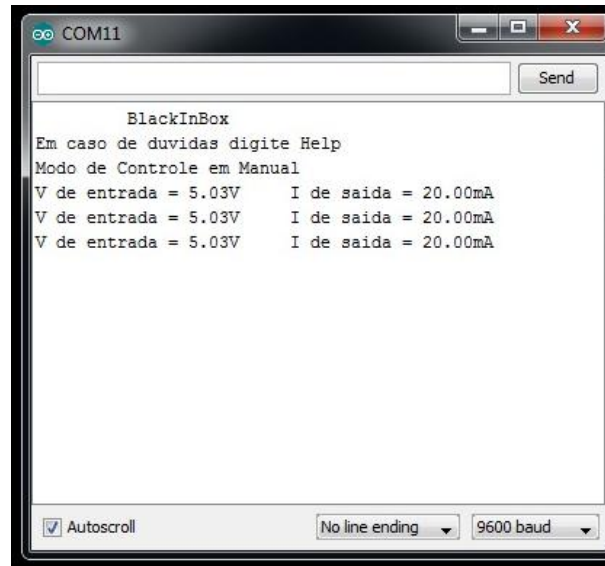 COM11
Send
BlackInBox
Em caso de duvidas digite Help
Modo de Controle em Manual
V de entrada = 5.03V I de saida = 20.00mA
V de entrada = 5.03V I de saida = 20.00mA
V de entrada = 5.03V I de saida = 20.00mA
Autoscroll No line ending 9600 baud